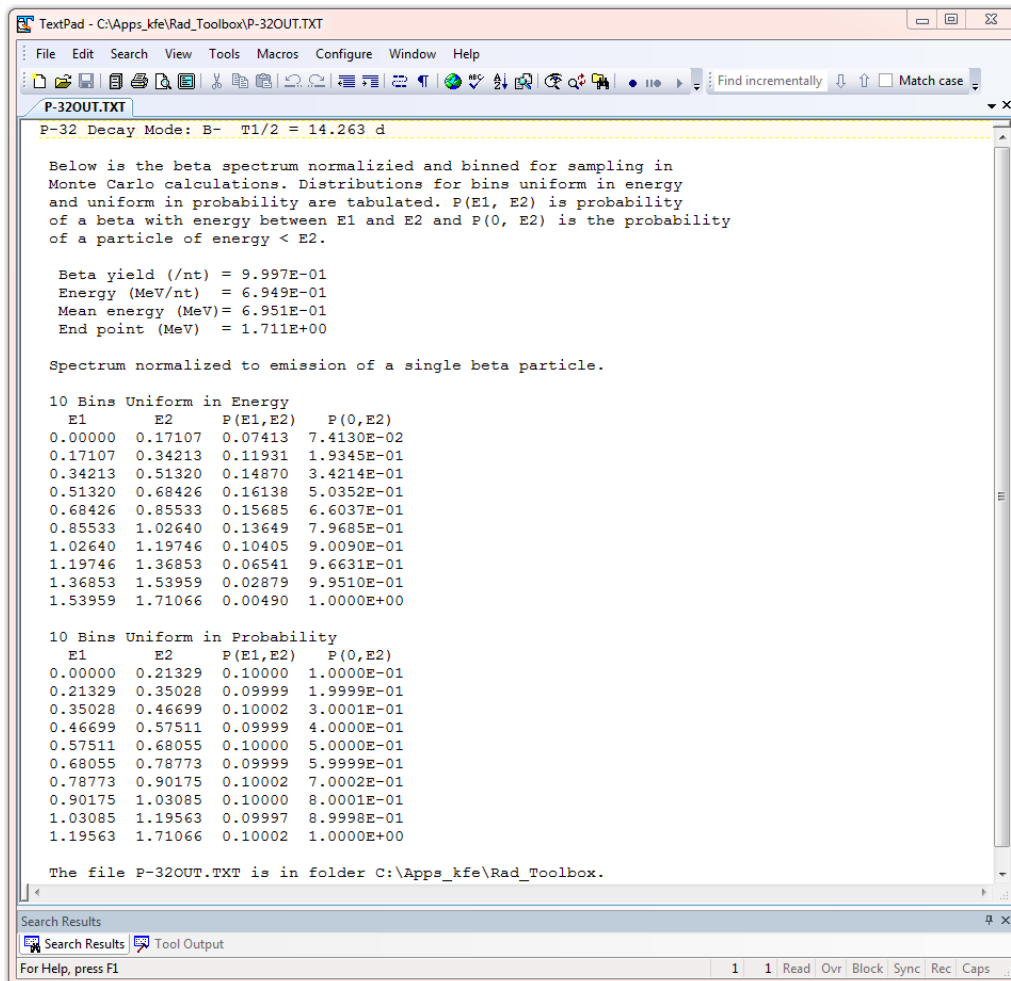 TextPad - C:\Apps_kfe\Rad_Toolbox\P-32OUT.TXT
File Edit Search View Tools Macros Configure Window Help
Find incrementally Match case
P-32OUT.TXT
P-32 Decay Mode: B- T1/2 = 14.263 d
Below is the beta spectrum normalizied and binned for sampling in
Monte Carlo calculations. Distributions for bins uniform in energy
and uniform in probability are tabulated. P(E1, E2) is probability
of a beta with energy between E1 and E2 and P(0, E2) is the probability
of a particle of energy < E2.
Beta yield (/nt) = 9.997E-01
Energy (MeV/nt) = 6.949E-01
Mean energy (MeV)= 6.951E-01
End point (MeV) = 1.711E+00
Spectrum normalized to emission of a single beta particle.
10 Bins Uniform in Energy
E1 E2 P(E1,E2) P(0,E2)
0.00000 0.17107 0.07413 7.4130E-02
0.17107 0.34213 0.11931 1.9345E-01
0.34213 0.51320 0.14870 3.4214E-01
0.51320 0.68426 0.16138 5.0352E-01
0.68426 0.85533 0.15685 6.6037E-01
0.85533 1.02640 0.13649 7.9685E-01
1.02640 1.19746 0.10405 9.0090E-01
1.19746 1.36853 0.06541 9.6631E-01
1.36853 1.53959 0.02879 9.9510E-01
1.53959 1.71066 0.00490 1.0000E+00
10 Bins Uniform in Probability
E1 E2 P(E1,E2) P(0,E2)
0.00000 0.21329 0.10000 1.0000E-01
0.21329 0.35028 0.09999 1.9999E-01
0.35028 0.46699 0.10002 3.0001E-01
0.46699 0.57511 0.09999 4.0000E-01
0.57511 0.68055 0.10000 5.0000E-01
0.68055 0.78773 0.09999 5.9999E-01
0.78773 0.90175 0.10002 7.0002E-01
0.90175 1.03085 0.10000 8.0001E-01
1.03085 1.19563 0.09997 8.9998E-01
1.19563 1.71066 0.10002 1.0000E+00
The file P-32OUT.TXT is in folder C:\Apps_kfe\Rad_Toolbox.
Search Results
Search Results Tool Output
For Help, press F1 1 1 Read Ovr Block Sync Rec Caps